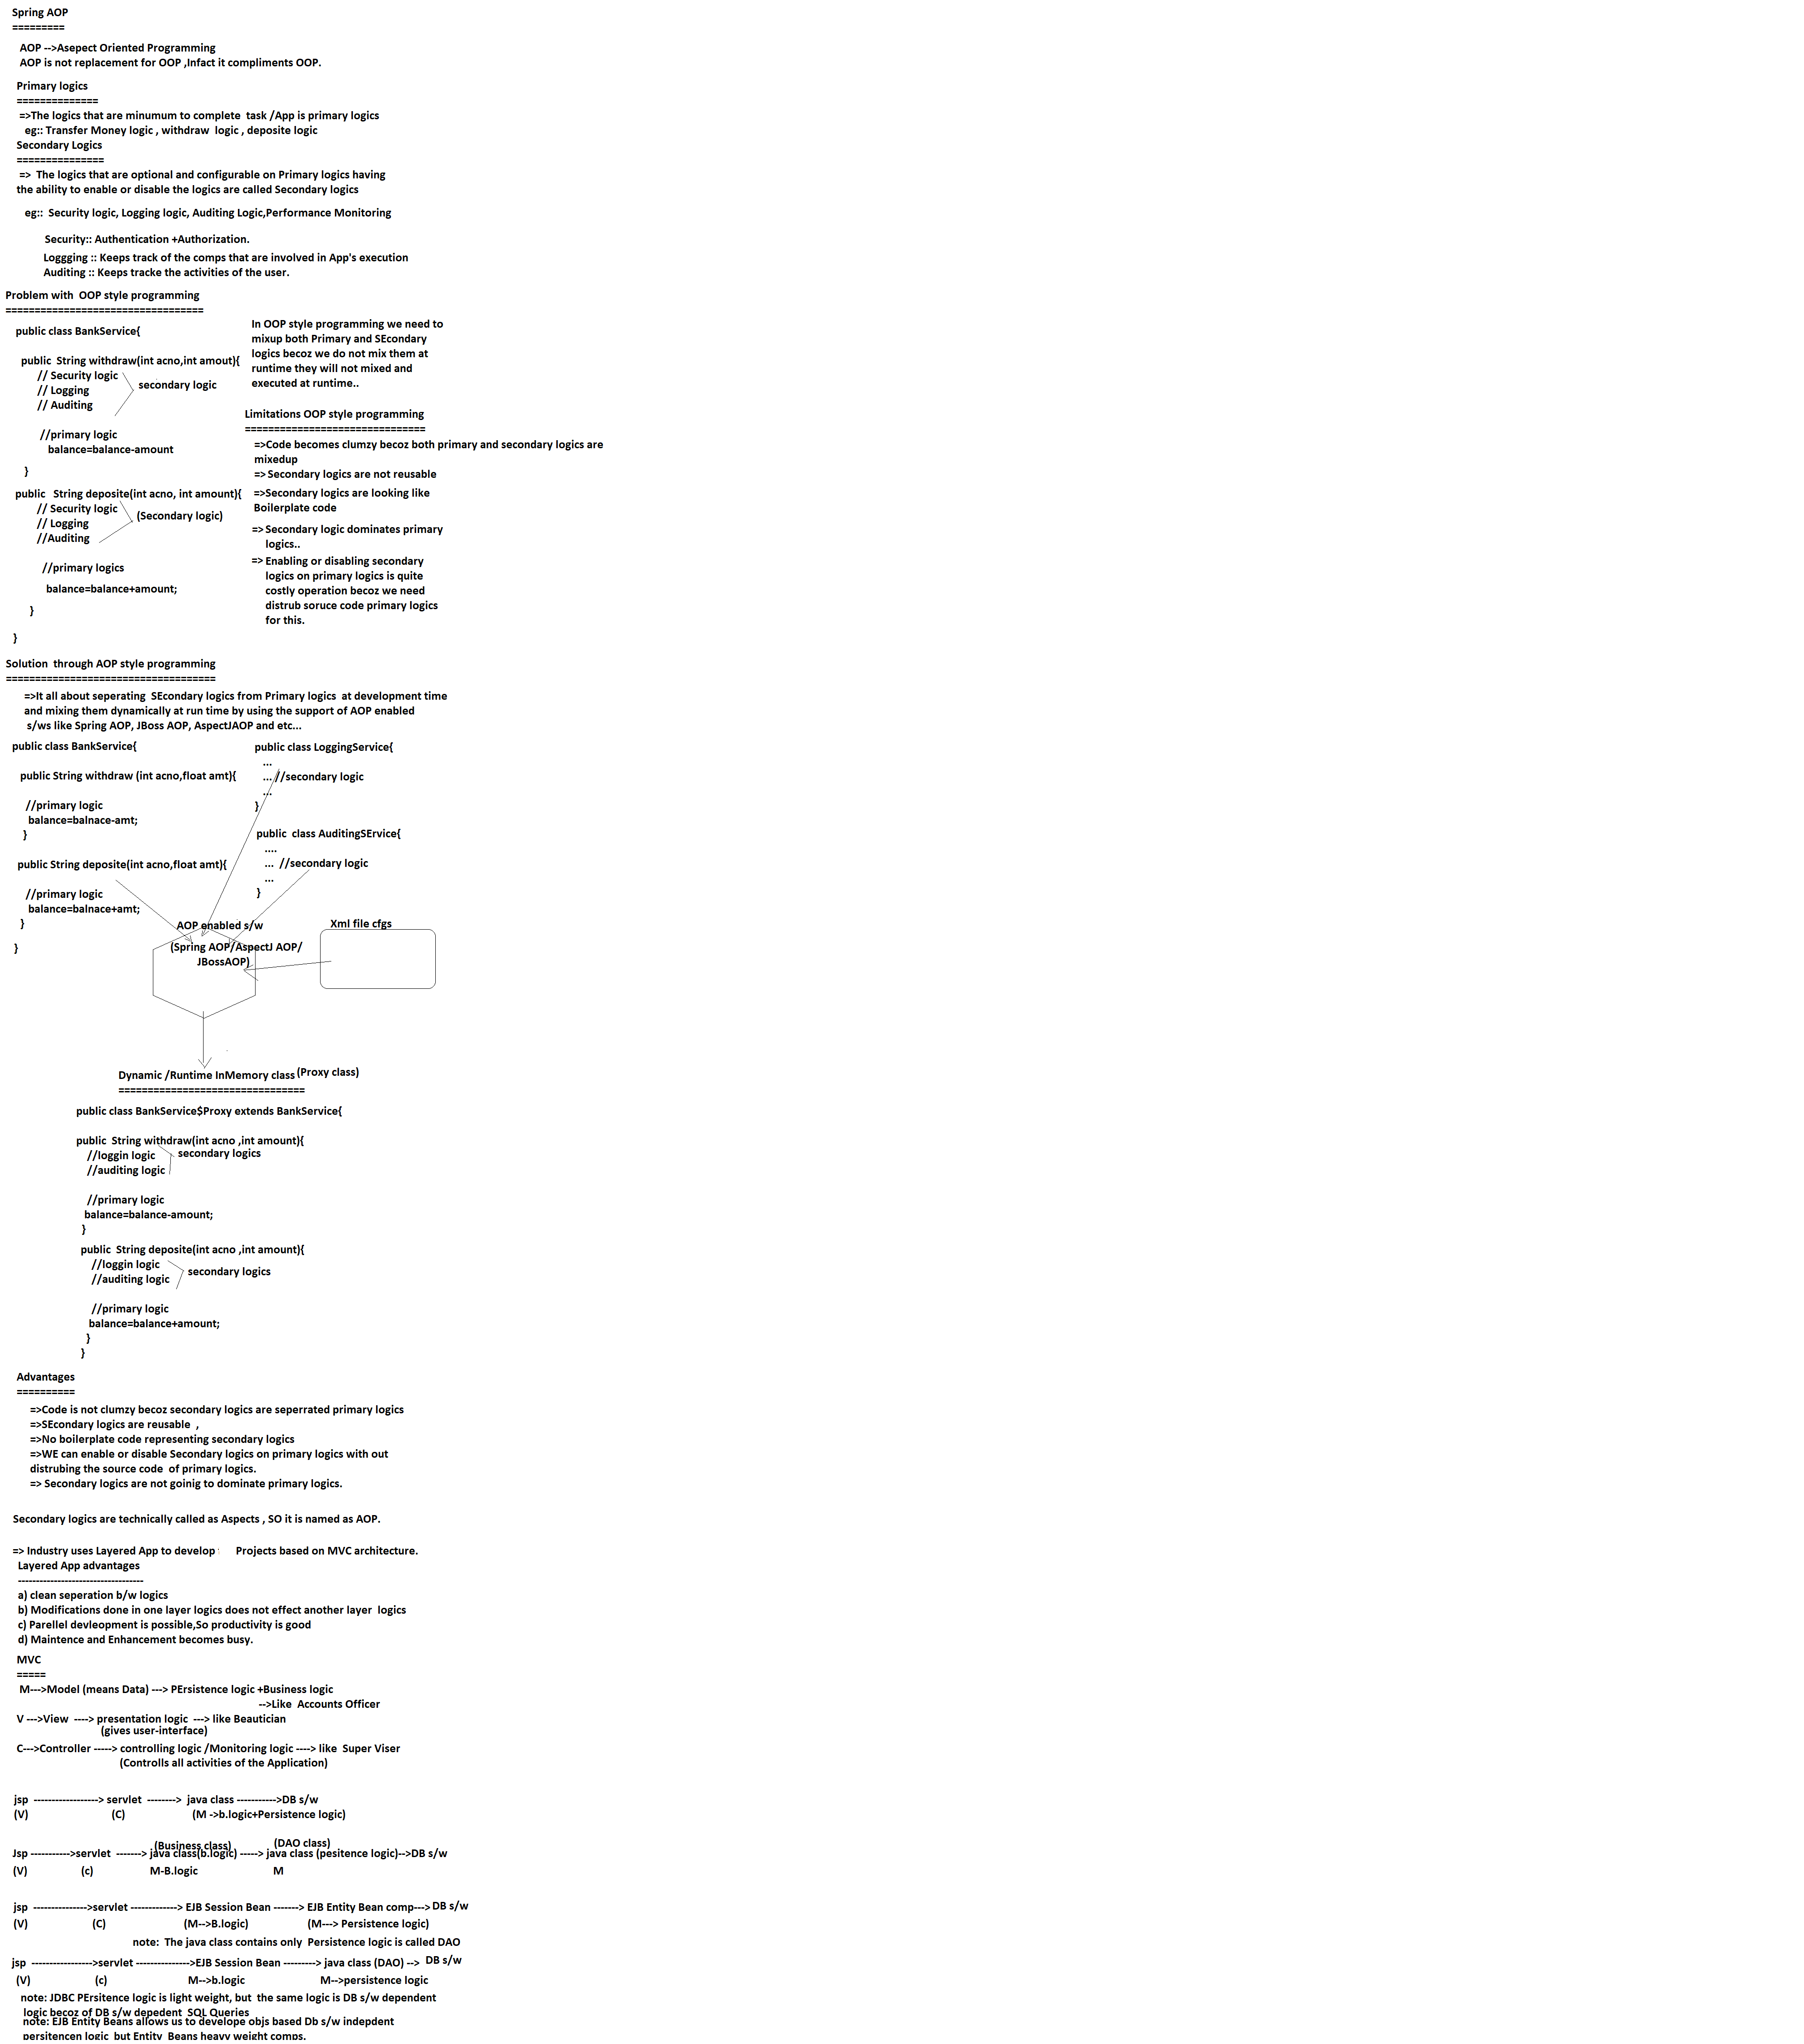 Spring AOP
=========
AOP -->Asepect Oriented Programming
AOP is not replacement for OOP ,Infact it compliments OOP.
Primary logics
==============
=>The logics that are minumum to complete  task /App is primary logics
eg:: Transfer Money logic , withdraw  logic , deposite logic
Secondary Logics
===============
=>  The logics that are optional and configurable on Primary logics having
the ability to enable or disable the logics are called Secondary logics
eg::  Security logic, Logging logic, Auditing Logic,Performance Monitoring
Security:: Authentication +Authorization.
Loggging :: Keeps track of the comps that are involved in App's execution
Auditing :: Keeps tracke the activities of the user.
Problem with  OOP style programming
==================================
public class BankService{
public  String withdraw(int acno,int amout){
// Security logic
// Logging
// Auditing
secondary logic
//primary logic
balance=balance-amount
}
public   String deposite(int acno, int amount){
// Security logic
// Logging
//Auditing
(Secondary logic)
//primary logics
balance=balance+amount;
}
}
In OOP style programming we need to
mixup both Primary and SEcondary
logics becoz we do not mix them at
runtime they will not mixed and
executed at runtime..
Limitations OOP style programming
===============================
=>Code becomes clumzy becoz both primary and secondary logics are
mixedup
=> Secondary logics are not reusable
=>Secondary logics are looking like
Boilerplate code
=> Secondary logic dominates primary
logics..
=> Enabling or disabling secondary
logics on primary logics is quite
costly operation becoz we need
distrub soruce code primary logics
for this.
Solution  through AOP style programming
====================================
=>It all about seperating  SEcondary logics from Primary logics  at development time
and mixing them dynamically at run time by using the support of AOP enabled
s/ws like Spring AOP, JBoss AOP, AspectJAOP and etc...
public class BankService{
public String withdraw (int acno,float amt){
//primary logic
balance=balnace-amt;
}
public String deposite(int acno,float amt){
//primary logic
balance=balnace+amt;
}
}
public class LoggingService{
...
... //secondary logic
...
}
public  class AuditingSErvice{
....
...  //secondary logic
...
}
AOP enabled s/w
(Spring AOP/AspectJ AOP/
JBossAOP)
Xml file cfgs
Dynamic /Runtime InMemory class (Proxy class)
================================
public class BankService$Proxy extends BankService{
public  String withdraw(int acno ,int amount){
//loggin logic
//auditing logic
secondary logics
//primary logic
balance=balance-amount;
}
public  String deposite(int acno ,int amount){
//loggin logic
//auditing logic
secondary logics
//primary logic
balance=balance+amount;
}
}
Advantages
==========
=>Code is not clumzy becoz secondary logics are seperrated primary logics
=>SEcondary logics are reusable  ,
=>No boilerplate code representing secondary logics
=>WE can enable or disable Secondary logics on primary logics with out
distrubing the source code  of primary logics.
=> Secondary logics are not goinig to dominate primary logics.
Secondary logics are technically called as Aspects , SO it is named as AOP.
=> Industry uses Layered App to develop      Projects based on MVC architecture.
Layered App advantages
-----------------------------------
a) clean seperation b/w logics
b) Modifications done in one layer logics does not effect another layer  logics
c) Parellel devleopment is possible,So productivity is good
d) Maintence and Enhancement becomes busy.
MVC
=====
M--->Model (means Data) ---> PErsistence logic +Business logic
-->Like  Accounts Officer
V --->View  ----> presentation logic  ---> like Beautician
(gives user-interface)
C--->Controller -----> controlling logic /Monitoring logic ----> like  Super Viser
(Controlls all activities of the Application)
jsp  ------------------> servlet  -------->  java class ----------->DB s/w
(V)   (C)   (M ->b.logic+Persistence logic)
(Business class)   (DAO class)
Jsp ----------->servlet  -------> java class(b.logic) -----> java class (pesitence logic)-->DB s/w
(V)   (c)   M-B.logic   M
jsp  --------------->servlet -------------> EJB Session Bean -------> EJB Entity Bean comp---> DB s/w
(V)   (C)   (M-->B.logic)   (M---> Persistence logic)
note:  The java class contains only  Persistence logic is called DAO
jsp  ----------------->servlet --------------->EJB Session Bean ---------> java class (DAO) -->  DB s/w
(V)   (c)   M-->b.logic   M-->persistence logic
note: JDBC PErsitence logic is light weight, but  the same logic is DB s/w dependent
logic becoz of DB s/w depedent  SQL Queries
note: EJB Entity Beans allows us to develope objs based Db s/w indepdent
persitencen logic  but Entity  Beans heavy weight comps.